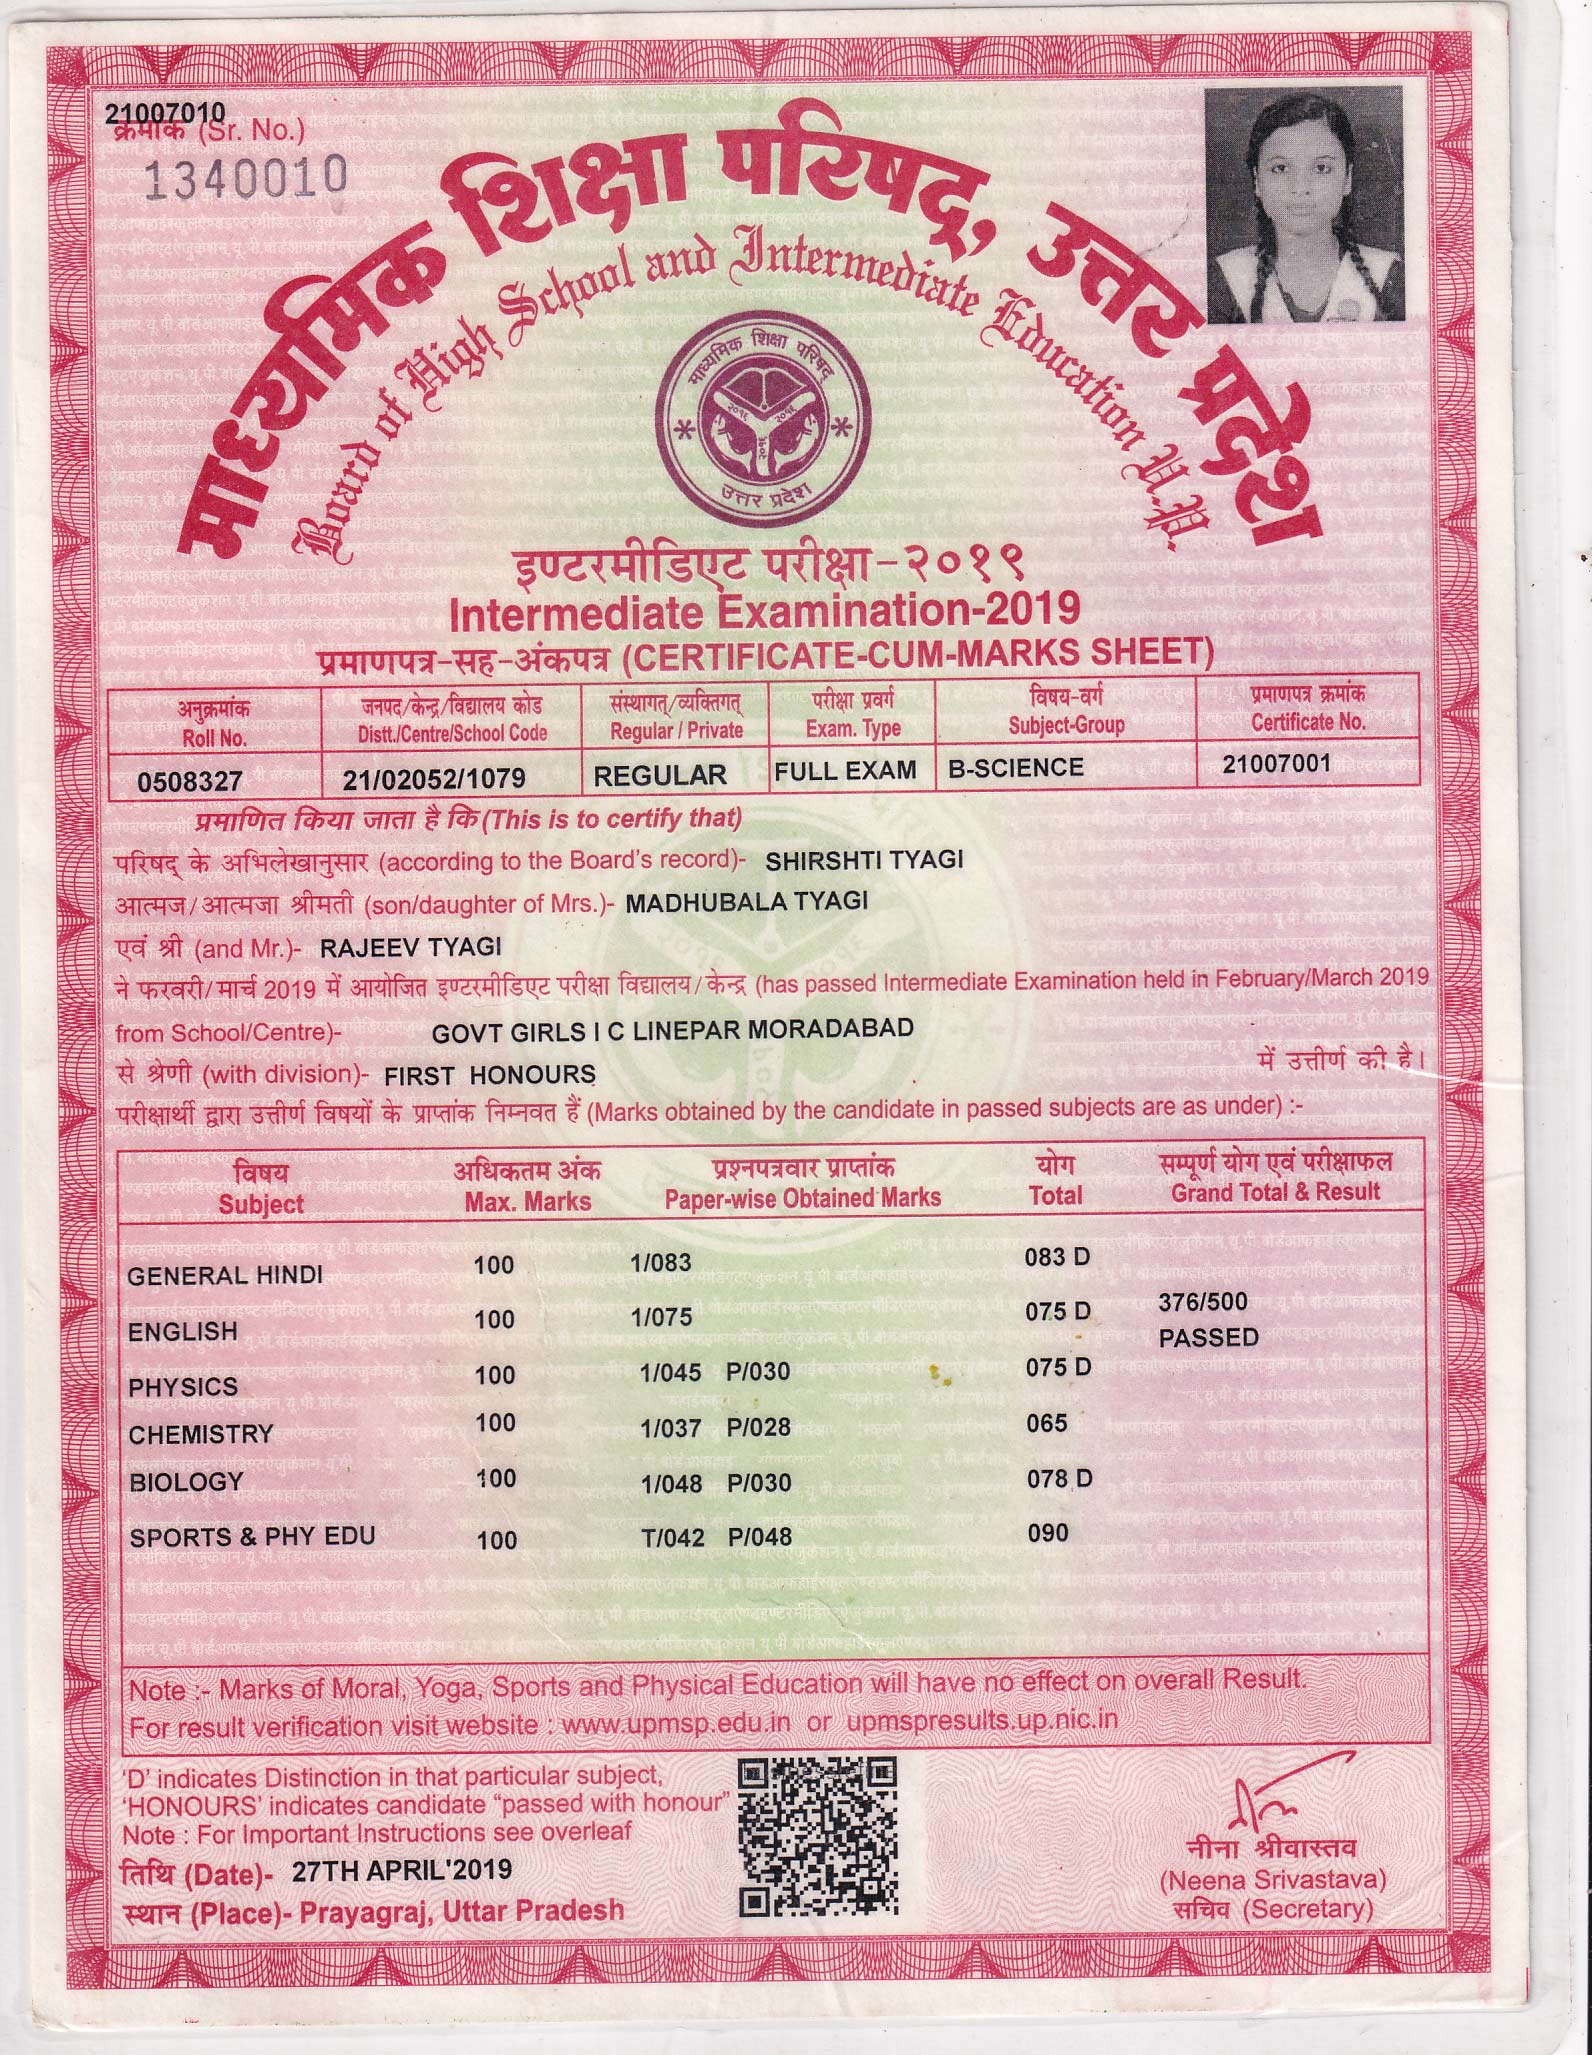 21007010
क्रमांक (Sr. No.)
1340010
माध्यमिक शिक्षा परिषद्, उत्तर प्रदेश
Board of High School and Intermediate Education U.P.
माध्यमिक शिक्षा परिषद्
उत्तर प्रदेश
इण्टरमीडिएट परीक्षा-२०१९
Intermediate Examination-2019
प्रमाणपत्र-सह-अंकपत्र (CERTIFICATE-CUM-MARKS SHEET)
अनुक्रमांक जनपद/केन्द्र/विद्यालय कोड संस्थागत्/व्यक्तिगत् परीक्षा प्रवर्ग विषय-वर्ग प्रमाणपत्र क्रमांक
Roll No. Distt./Centre/School Code Regular / Private Exam. Type Subject-Group Certificate No.
0508327 21/02052/1079 REGULAR FULL EXAM B-SCIENCE 21007001
प्रमाणित किया जाता है कि (This is to certify that)
परिषद् के अभिलेखानुसार (according to the Board's record)- SHIRSHTI TYAGI
आत्मज/आत्मजा श्रीमती (son/daughter of Mrs.)- MADHUBALA TYAGI
एवं श्री (and Mr.)- RAJEEV TYAGI
ने फरवरी/मार्च 2019 में आयोजित इण्टरमीडिएट परीक्षा विद्यालय/केन्द्र (has passed Intermediate Examination held in February/March 2019
from School/Centre)- GOVT GIRLS I C LINEPAR MORADABAD
से श्रेणी (with division)- FIRST HONOURS में उत्तीर्ण की है।
परीक्षार्थी द्वारा उत्तीर्ण विषयों के प्राप्तांक निम्नवत हैं (Marks obtained by the candidate in passed subjects are as under) :-
विषय अधिकतम अंक प्रश्नपत्रवार प्राप्तांक योग सम्पूर्ण योग एवं परीक्षाफल
Subject Max. Marks Paper-wise Obtained Marks Total Grand Total & Result
GENERAL HINDI 100 1/083 083 D
ENGLISH 100 1/075 075 D 376/500
PASSED
PHYSICS 100 1/045 P/030 075 D
CHEMISTRY 100 1/037 P/028 065
BIOLOGY 100 1/048 P/030 078 D
SPORTS & PHY EDU 100 T/042 P/048 090
Note :- Marks of Moral, Yoga, Sports and Physical Education will have no effect on overall Result.
For result verification visit website : www.upmsp.edu.in or upmspresults.up.nic.in
'D' indicates Distinction in that particular subject,
'HONOURS' indicates candidate "passed with honour"
Note : For Important Instructions see overleaf
तिथि (Date)- 27TH APRIL'2019
स्थान (Place)- Prayagraj, Uttar Pradesh
नीना श्रीवास्तव
(Neena Srivastava)
सचिव (Secretary)